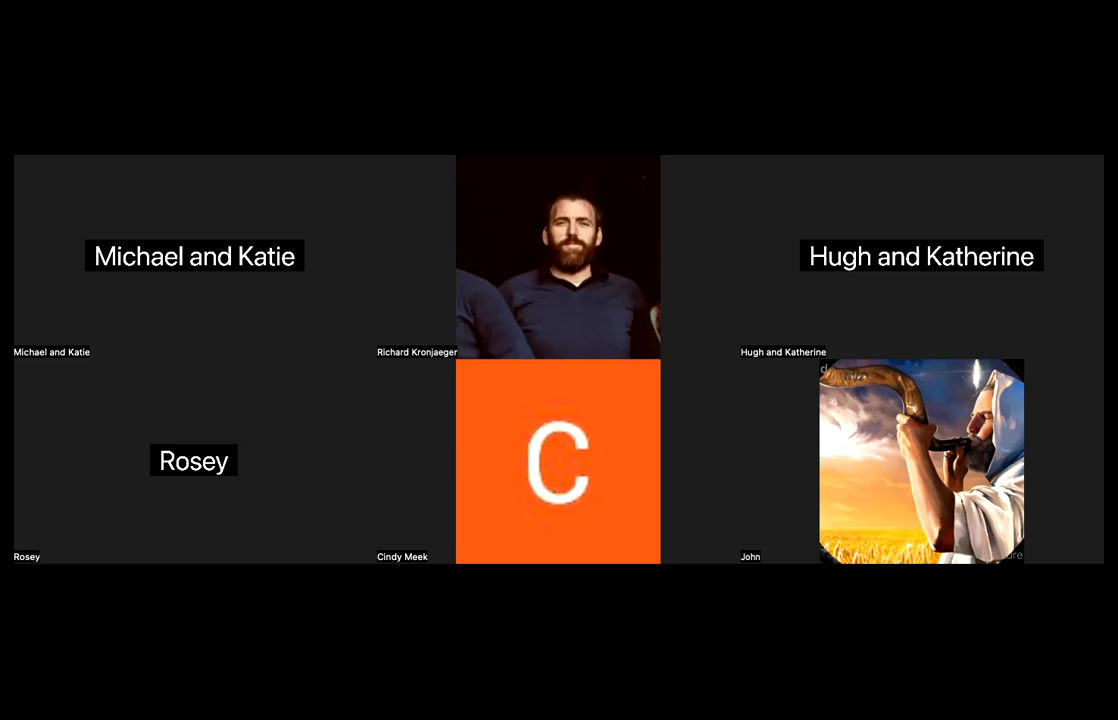 Michael and Katie
Hugh and Katherine
Michael and Katie
Richard Kronjaeger
Hugh and Katherine
d
Rosey
C
ure
Rosey
Cindy Meek
John